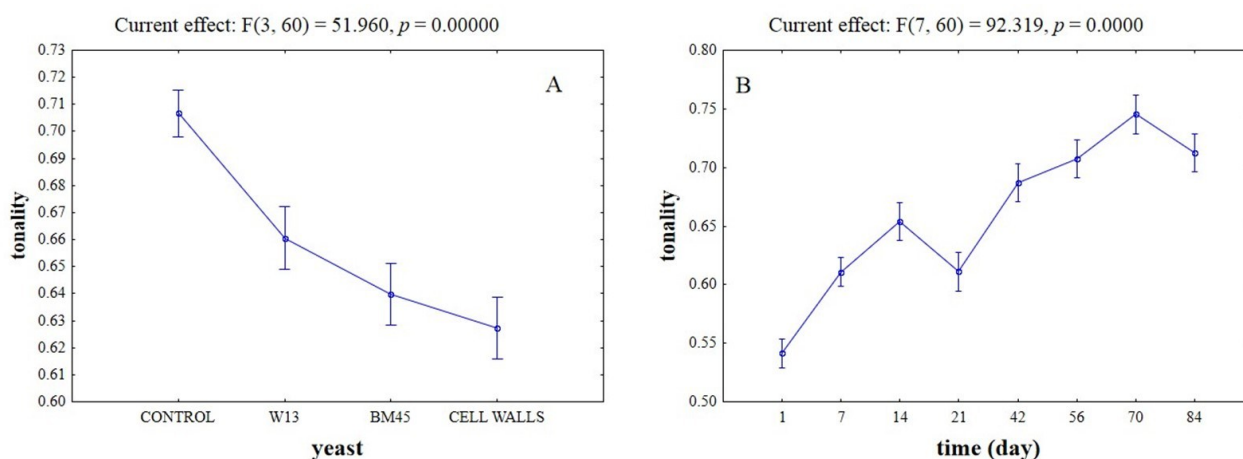 Current effect: F(3, 60) = 51.960, p = 0.00000
0.73
0.72
0.71
0.70
0.69
0.68
0.67
0.66
0.65
0.64
0.63
0.62
0.61
0.60
tonality
A
CONTROL W13 BM45 CELL WALLS
yeast
Current effect: F(7, 60) = 92.319, p = 0.0000
0.80
0.75
0.70
0.65
0.60
0.55
0.50
tonality
B
1 7 14 21 42 56 70 84
time (day)